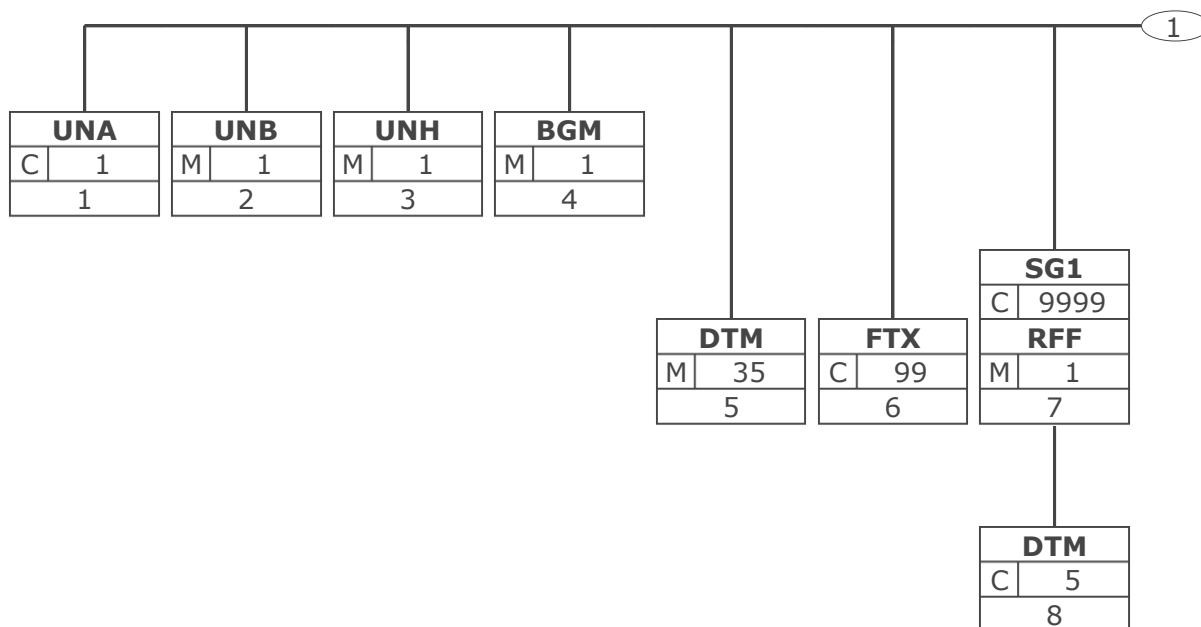 1
UNA
C 1
1
UNB
M 1
2
UNH
M 1
3
BGM
M 1
4
DTM
M 35
5
FTX
C 99
6
SG1
C 9999
RFF
M 1
7
DTM
C 5
8